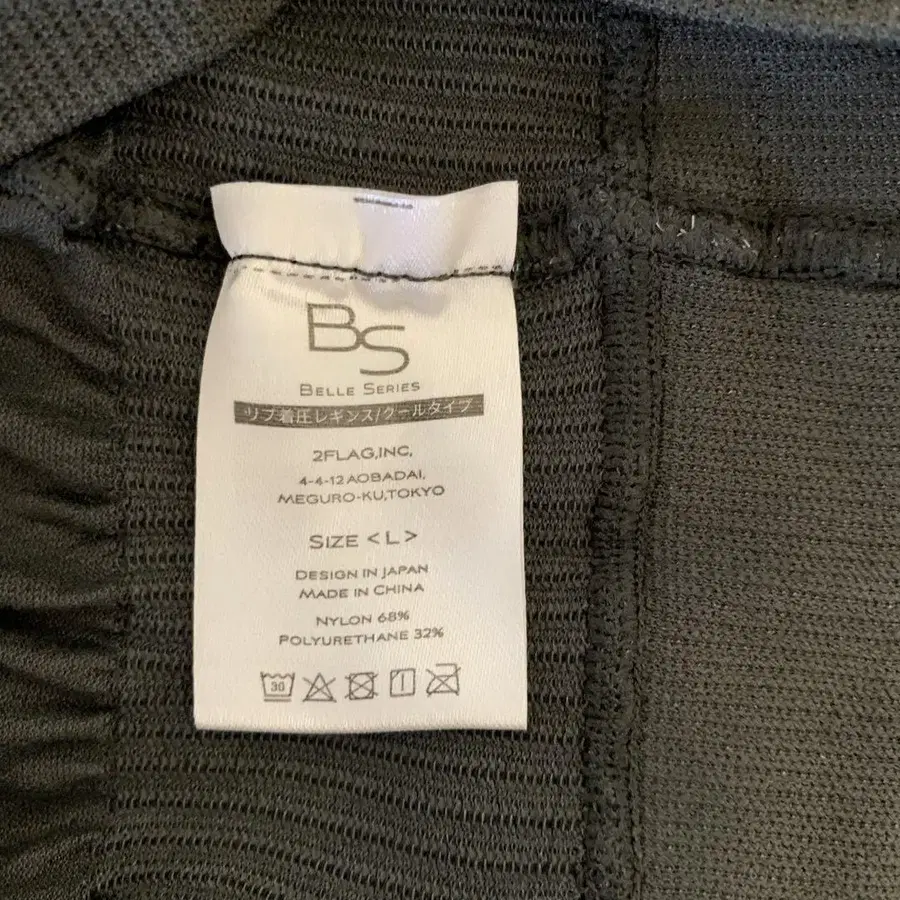 BS
BELLE SERIES
リブ着圧レギンス/クールタイプ
2FLAG,INC,
4-4-12 AOBADAI,
MEGURO-KU,TOKYO
SIZE <L>
DESIGN IN JAPAN
MADE IN CHINA
NYLON 68%
POLYURETHANE 32%
30